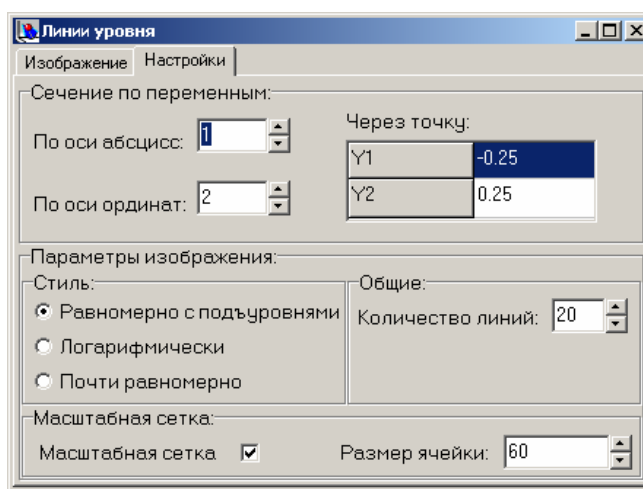 Линии уровня
Изображение Настройки
Сечение по переменным:
По оси абсцисс: 1
По оси ординат: 2
Через точку:
Y1 -0.25
Y2 0.25
Параметры изображения:
Стиль:
Равномерно с подъуровнями
Логарифмически
Почти равномерно
Общие:
Количество линий: 20
Масштабная сетка:
Масштабная сетка
Размер ячейки: 60